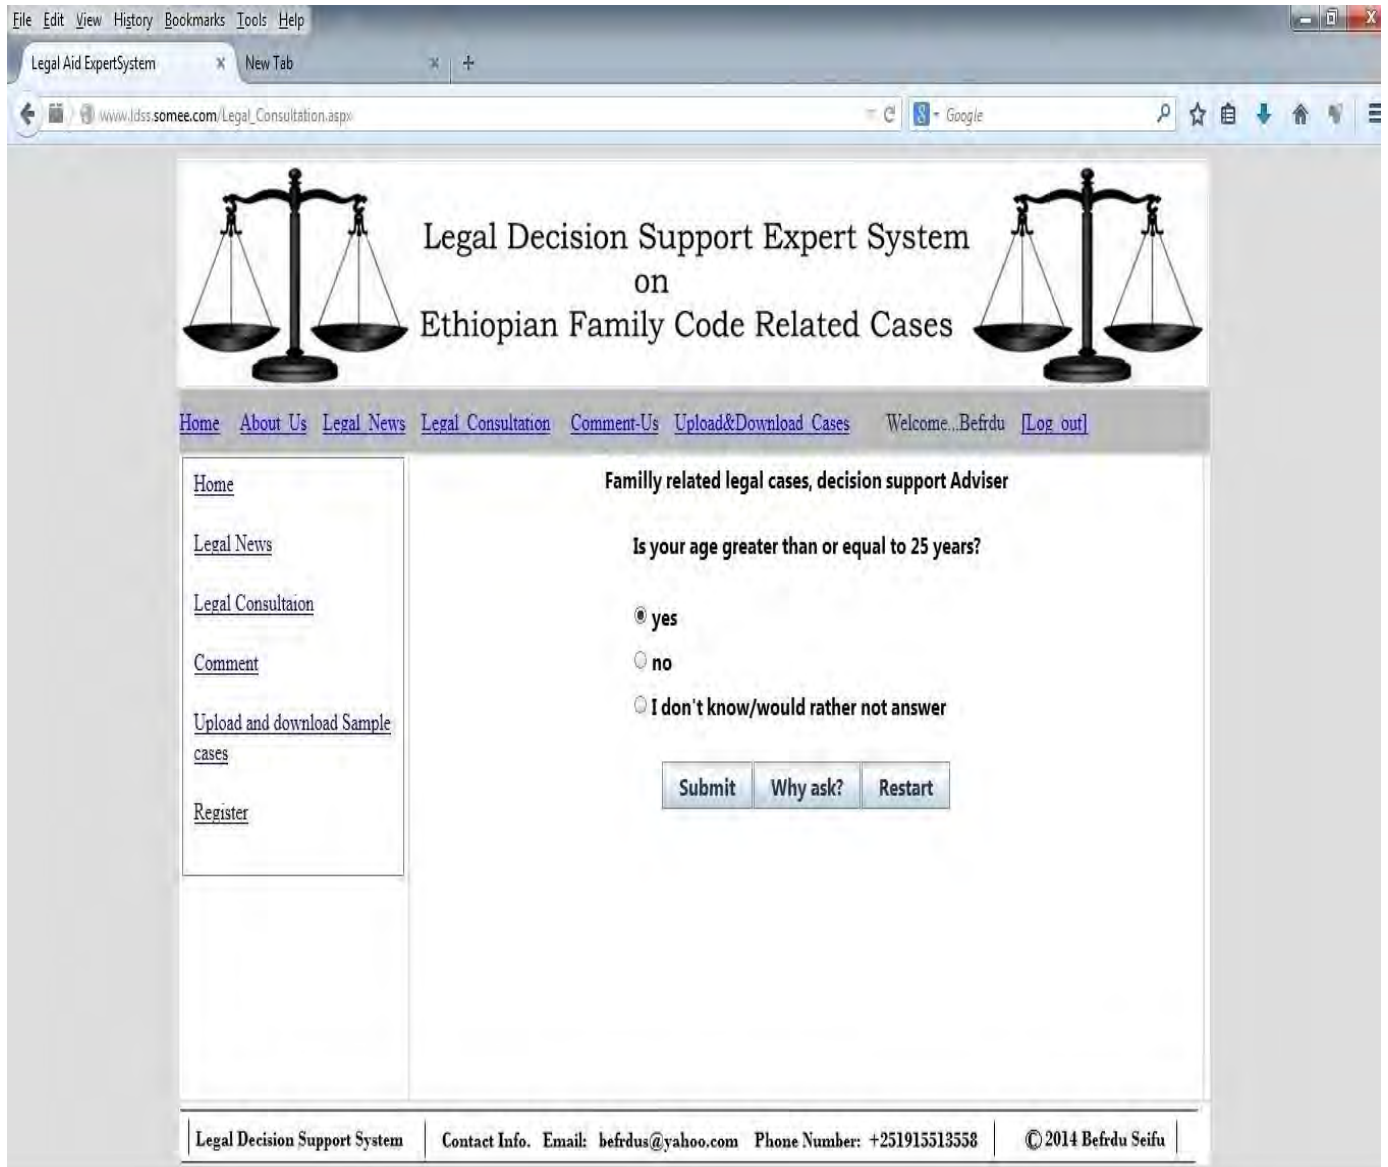 File Edit View History Bookmarks Tools Help
Legal Aid ExpertSystem
New Tab
www.ldss.somee.com/Legal_Consultation.aspx
Google
Legal Decision Support Expert System
on
Ethiopian Family Code Related Cases
Home About Us Legal News Legal Consultation Comment-Us Upload&Download Cases Welcome...Befrdu [Log out]
Home
Legal News
Legal Consultaion
Comment
Upload and download Sample
cases
Register
Familly related legal cases, decision support Adviser
Is your age greater than or equal to 25 years?
yes
no
I don't know/would rather not answer
Submit Why ask? Restart
Legal Decision Support System Contact Info. Email: befrdus@yahoo.com Phone Number: +251915513558 © 2014 Befrdu Seifu